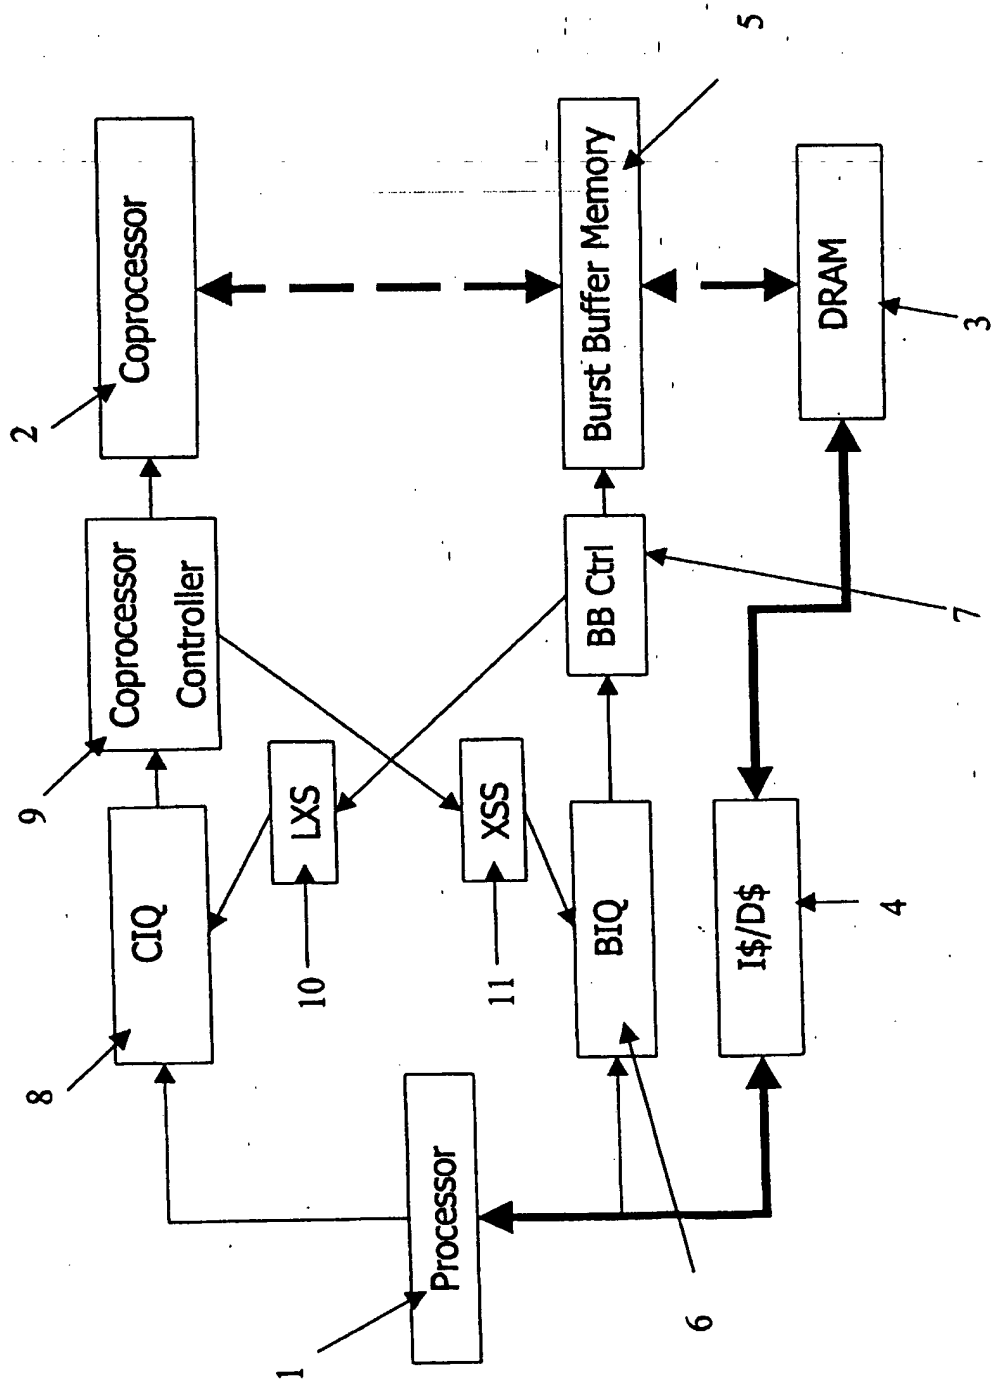 2
Coprocessor
9
Coprocessor
Controller
8
CIQ
10
LXS
11
XSS
1
Processor
5
Burst Buffer Memory
BB Ctrl
7
BIQ
6
I$/D$
4
DRAM
3